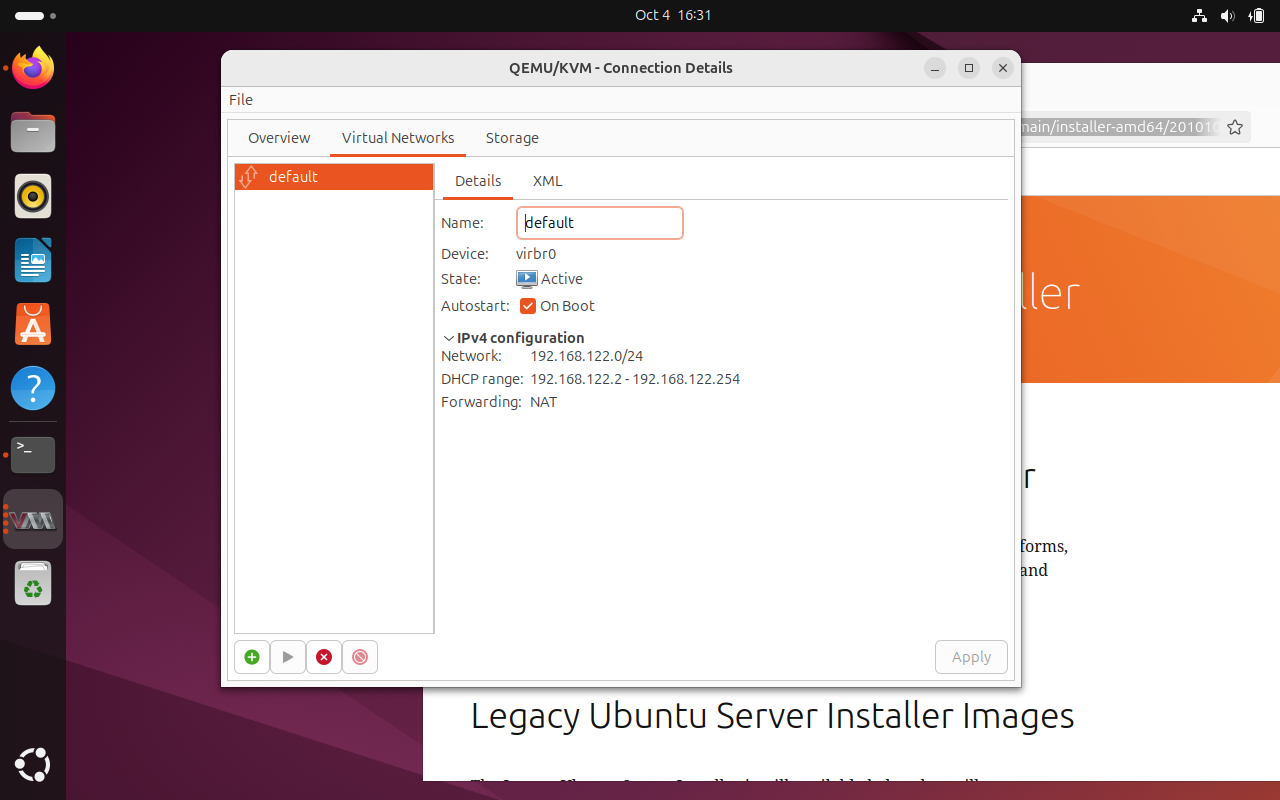 Oct 4 16:31
QEMU/KVM - Connection Details
File
main/installer-amd64/20101
Overview Virtual Networks Storage
default
Details XML
Name: default
Device: virbr0
State: Active
Autostart: On Boot
IPv4 configuration
Network: 192.168.122.0/24
DHCP range: 192.168.122.2 - 192.168.122.254
Forwarding: NAT
ller
r
forms,
and
Apply
Legacy Ubuntu Server Installer Images